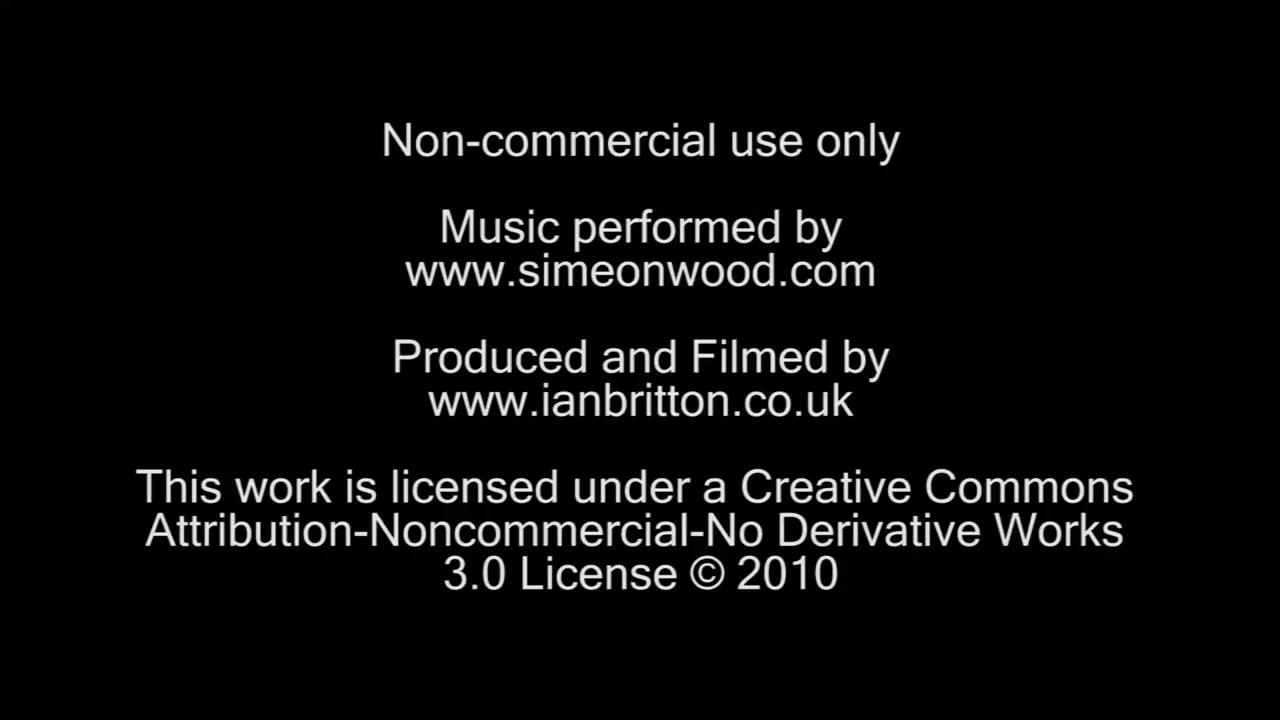 Non-commercial use only
Music performed by
www.simeonwood.com
Produced and Filmed by
www.ianbritton.co.uk
This work is licensed under a Creative Commons
Attribution-Noncommercial-No Derivative Works
3.0 License © 2010